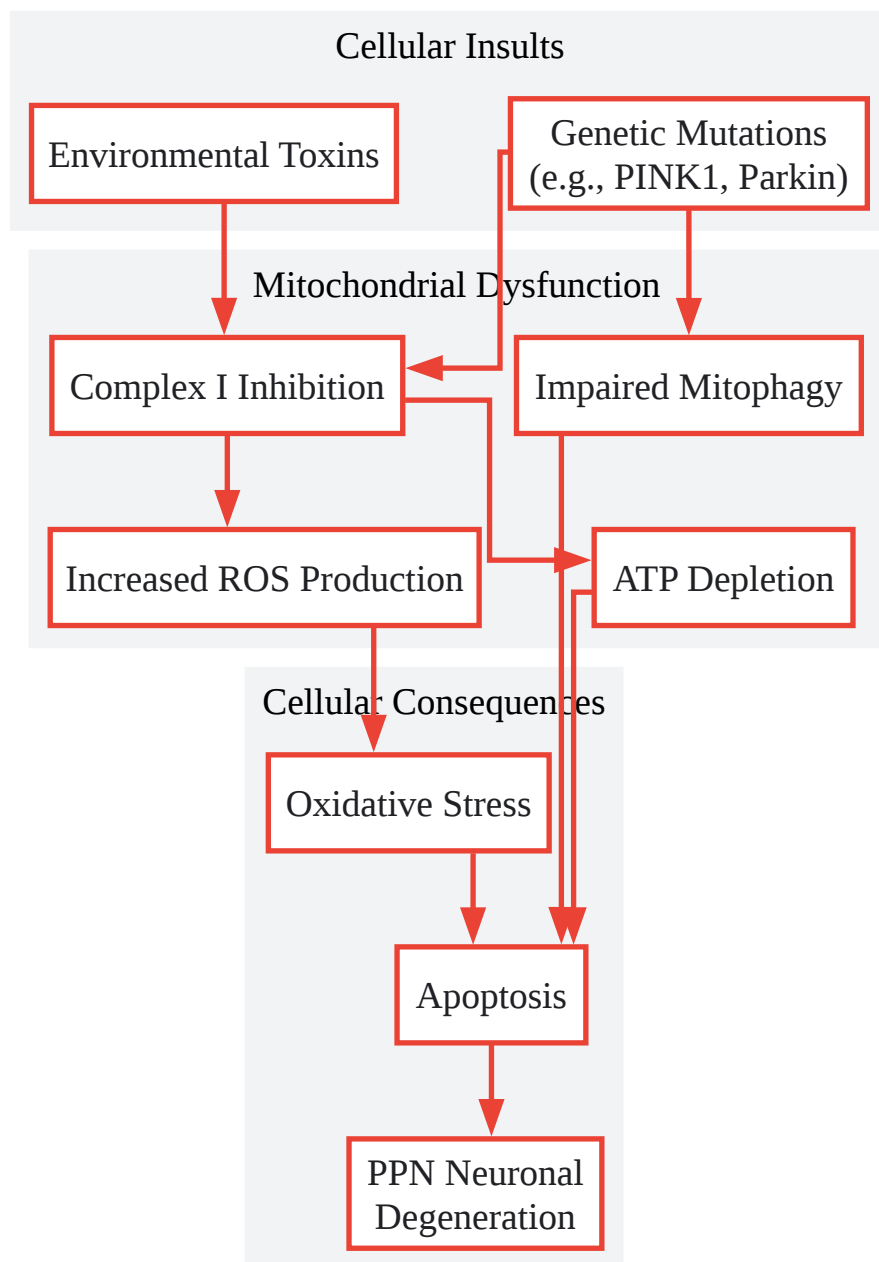 Cellular Insults
Environmental Toxins
Genetic Mutations
(e.g., PINK1, Parkin)
Mitochondrial Dysfunction
Complex I Inhibition
Impaired Mitophagy
Increased ROS Production
ATP Depletion
Cellular Consequences
Oxidative Stress
Apoptosis
PPN Neuronal
Degeneration